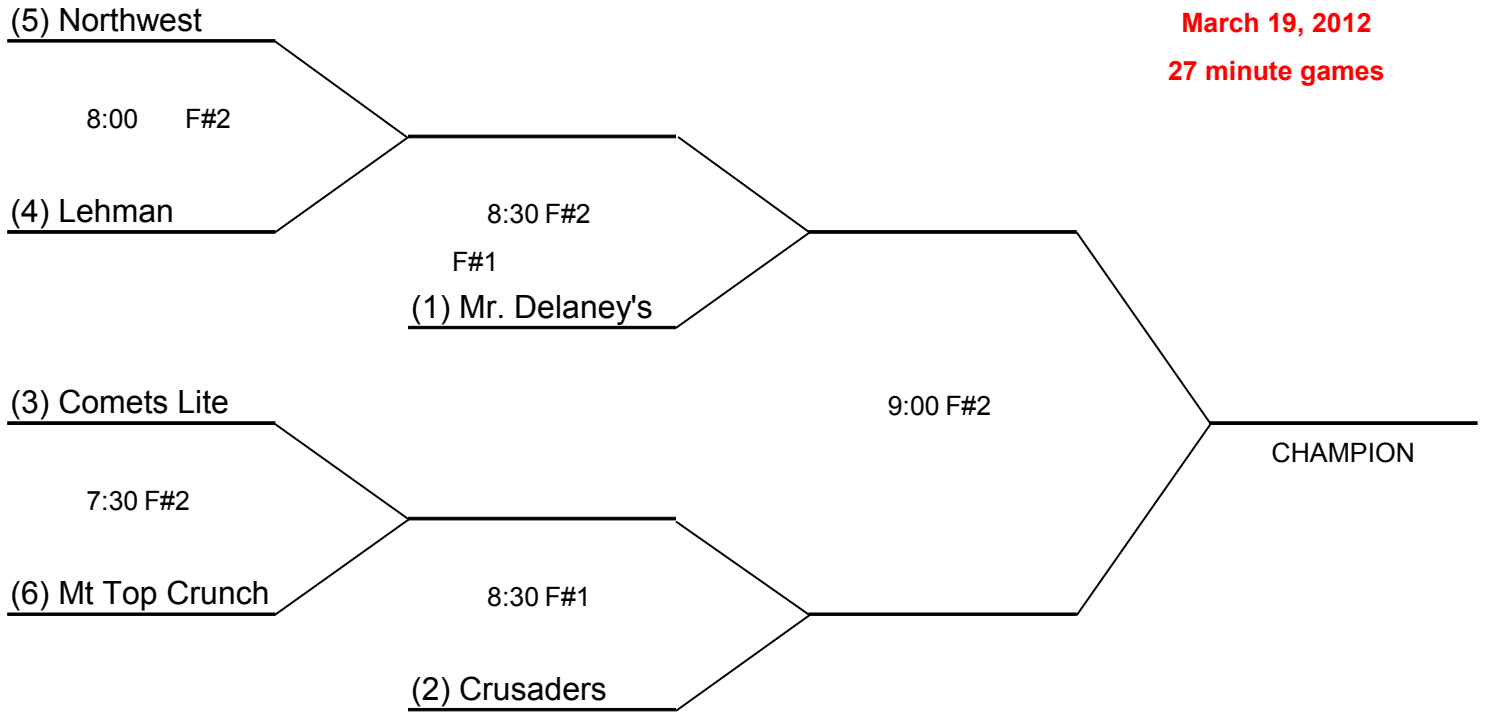 (5) Northwest
March 19, 2012
27 minute games
8:00 F#2
(4) Lehman
8:30 F#2
F#1
(1) Mr. Delaney's
(3) Comets Lite
9:00 F#2
CHAMPION
7:30 F#2
(6) Mt Top Crunch
8:30 F#1
(2) Crusaders